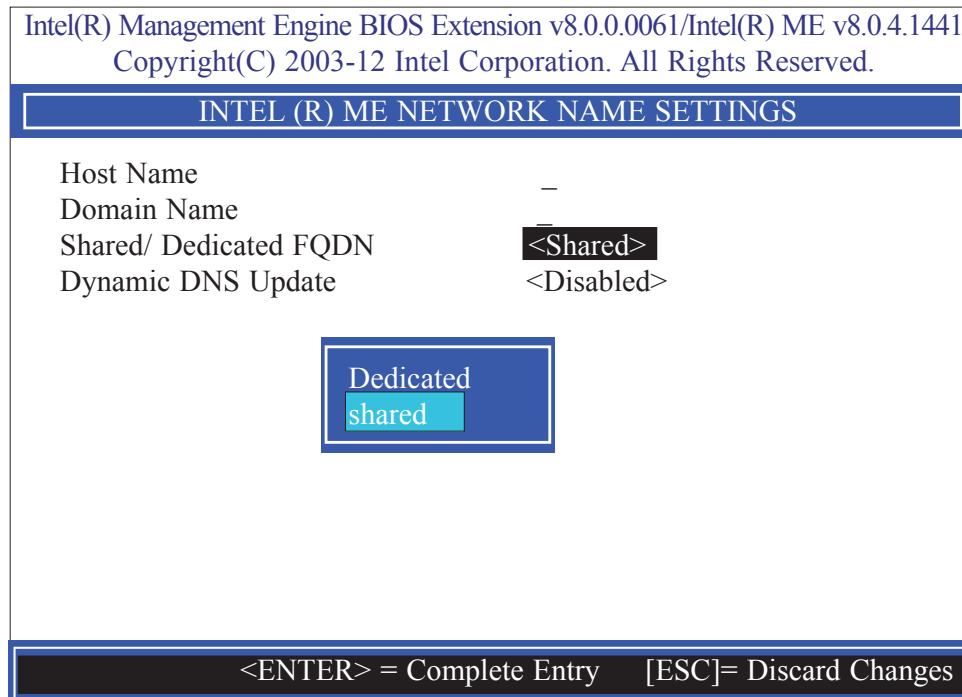 Intel(R) Management Engine BIOS Extension v8.0.0.0061/Intel(R) ME v8.0.4.1441
Copyright(C) 2003-12 Intel Corporation. All Rights Reserved.
INTEL (R) ME NETWORK NAME SETTINGS
Host Name _
Domain Name _
Shared/ Dedicated FQDN <Shared>
Dynamic DNS Update <Disabled>
Dedicated
shared
<ENTER> = Complete Entry [ESC]= Discard Changes